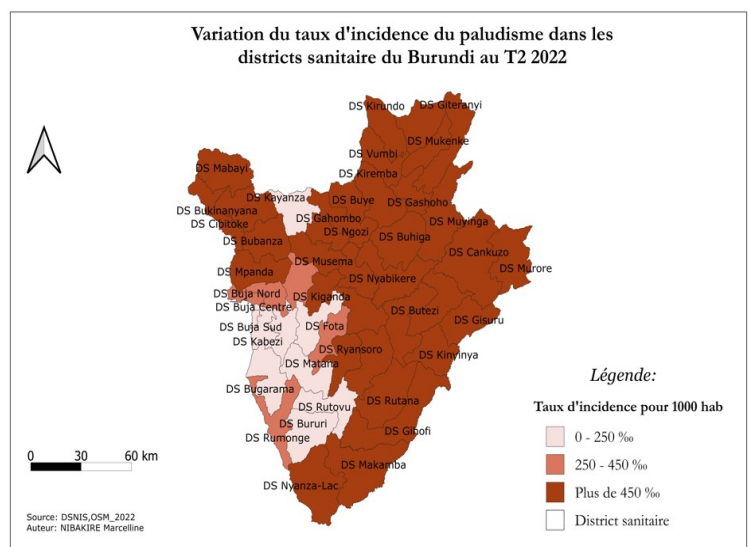 Variation du taux d'incidence du paludisme dans les
districts sanitaire du Burundi au T2 2022
DS Kirundo
DS Giteranyi
DS Mukenke
DS Vumbi
DS Mabayi
DS Kiremba
DS Kayanza
DS Buye
DS Gashoho
DS Bukinanyana
DS Gahombo
DS Muyinga
DS Cibitoke
DS Ngozi
DS Buhiga
DS Bubanza
DS Cankuzo
DS Musema
DS Murore
DS Mpanda
DS Nyabikere
DS Buja Nord
DS Kiganda
DS Buja Centre
DS Butezi
DS Gisuru
DS Buja Sud
DS Fota
DS Kabezi
DS Ryansoro
DS Kinyinya
DS Matana
DS Bugarama
DS Rutana
DS Rutovu
DS Bururi
DS Gihofi
DS Rumonge
DS Makamba
DS Nyanza-Lac
Légende:
Taux d'incidence pour 1000 hab
0 - 250 ‰
250 - 450 ‰
Plus de 450 ‰
District sanitaire
0 30 60 km
Source: DSNIS,OSM_2022
Auteur: NIBAKIRE Marcelline